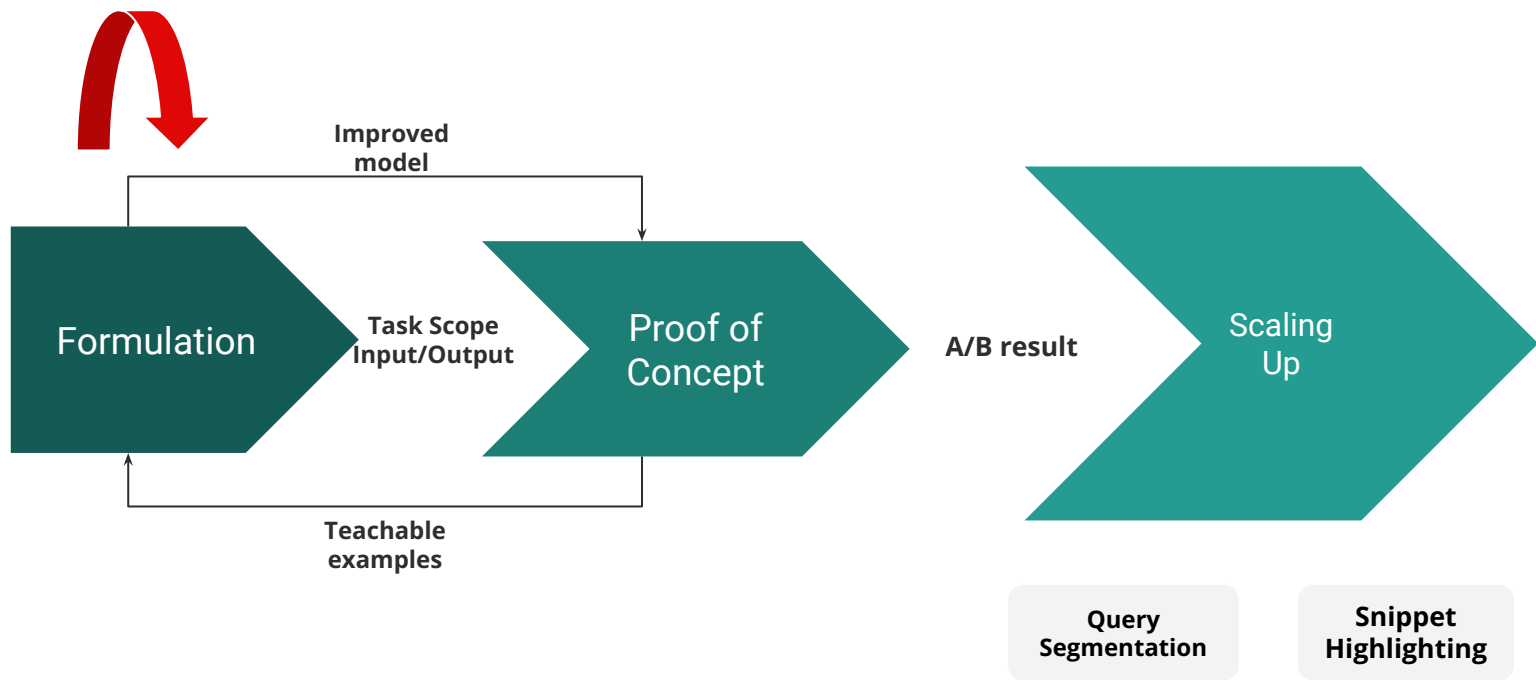 Improved
model
Formulation
Task Scope
Input/Output
Proof of
Concept
A/B result
Scaling
Up
Teachable
examples
Query
Segmentation
Snippet
Highlighting